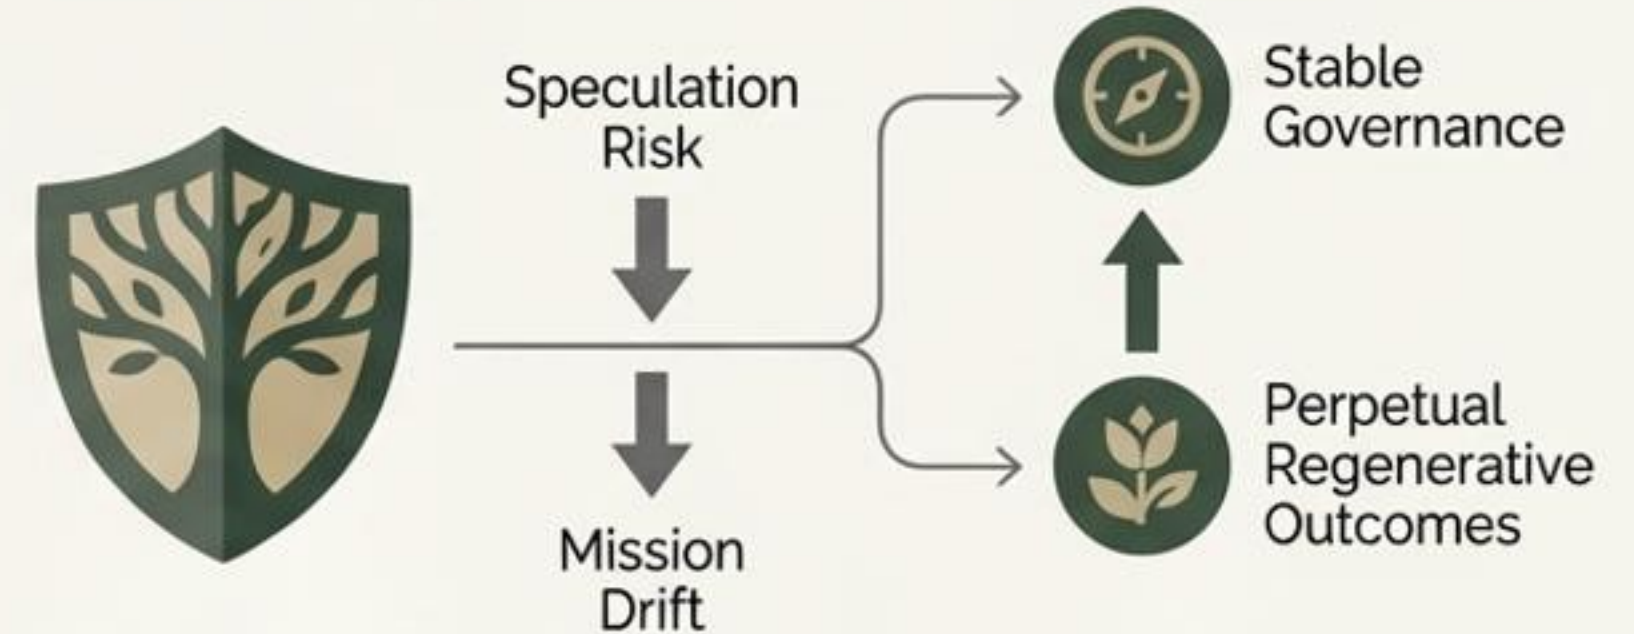 Speculation
Risk
Mission
Drift
Stable
Governance
Perpetual
Regenerative
Outcomes